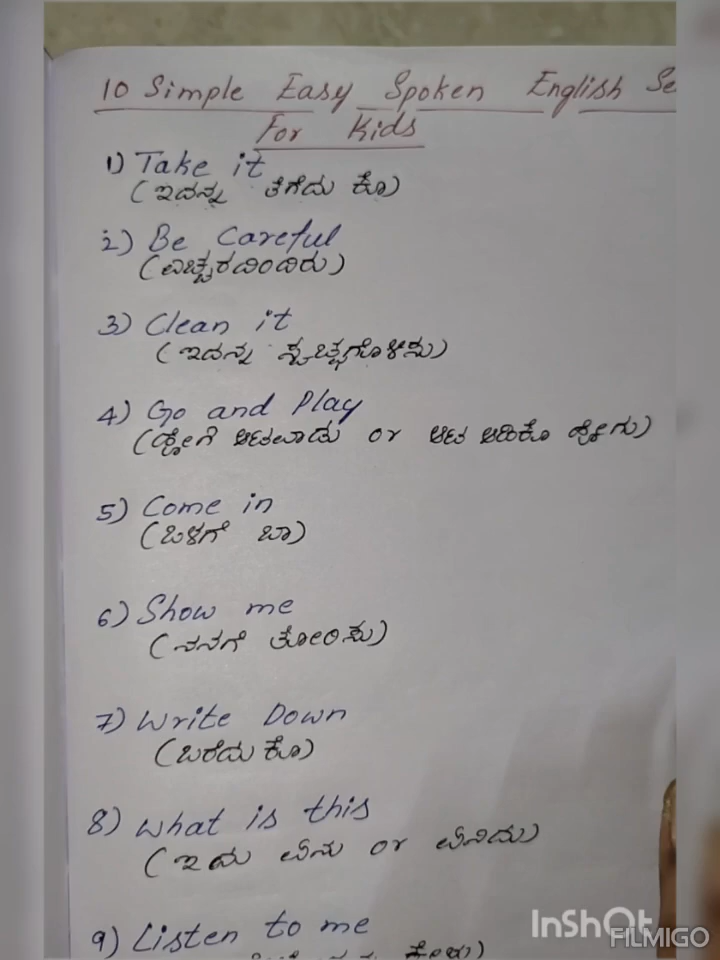 10 Simple Easy Spoken English Se
For Kids
1) Take it
(ಇದನ್ನು ತೆಗೆದು ಕೊ)
2) Be Careful
(ಎಚ್ಚರದಿಂದಿರು)
3) Clean it
(ಇದನ್ನು ಸ್ವಚ್ಛಗೊಳಿಸು)
4) Go and Play
(ಹೋಗಿ ಆಟವಾಡು or ಆಟ ಆಡಿಕೊ ಹೋಗು)
5) Come in
(ಒಳಗೆ ಬಾ)
6) Show me
(ನನಗೆ ತೋರಿಸು)
7) Write Down
(ಬರೆದು ಕೊ)
8) What is this
(ಇದು ಏನು or ಏನಿದು)
9) Listen to me
InShOt
FILMIGO